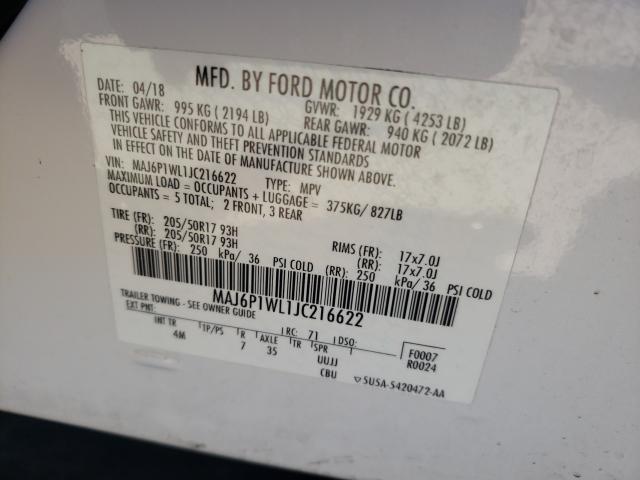 MFD. BY FORD MOTOR CO.
DATE: 04/18 GVWR: 1929 KG ( 4253 LB)
FRONT GAWR: 995 KG ( 2194 LB) REAR GAWR: 940 KG ( 2072 LB)
THIS VEHICLE CONFORMS TO ALL APPLICABLE FEDERAL MOTOR
VEHICLE SAFETY AND THEFT PREVENTION STANDARDS
IN EFFECT ON THE DATE OF MANUFACTURE SHOWN ABOVE.
VIN: MAJ6P1WL1JC216622 TYPE: MPV
MAXIMUM LOAD = OCCUPANTS + LUGGAGE = 375KG/ 827LB
OCCUPANTS = 5 TOTAL; 2 FRONT, 3 REAR
TIRE (FR): 205/50R17 93H RIMS (FR): 17x7.0J
(RR): 205/50R17 93H (RR): 17x7.0J
PRESSURE (FR): 250 kPa/ 36 PSI COLD (RR): 250 kPa/ 36 PSI COLD
MAJ6P1WL1JC216622
TRAILER TOWING - SEE OWNER GUIDE
EXT PNT: RC: 71 DSO:
INT TR TP/PS R AXLE TR SPR F0007
4M 7 35 UUJJ R0024
CBU ▽5U5A-5420472-AA